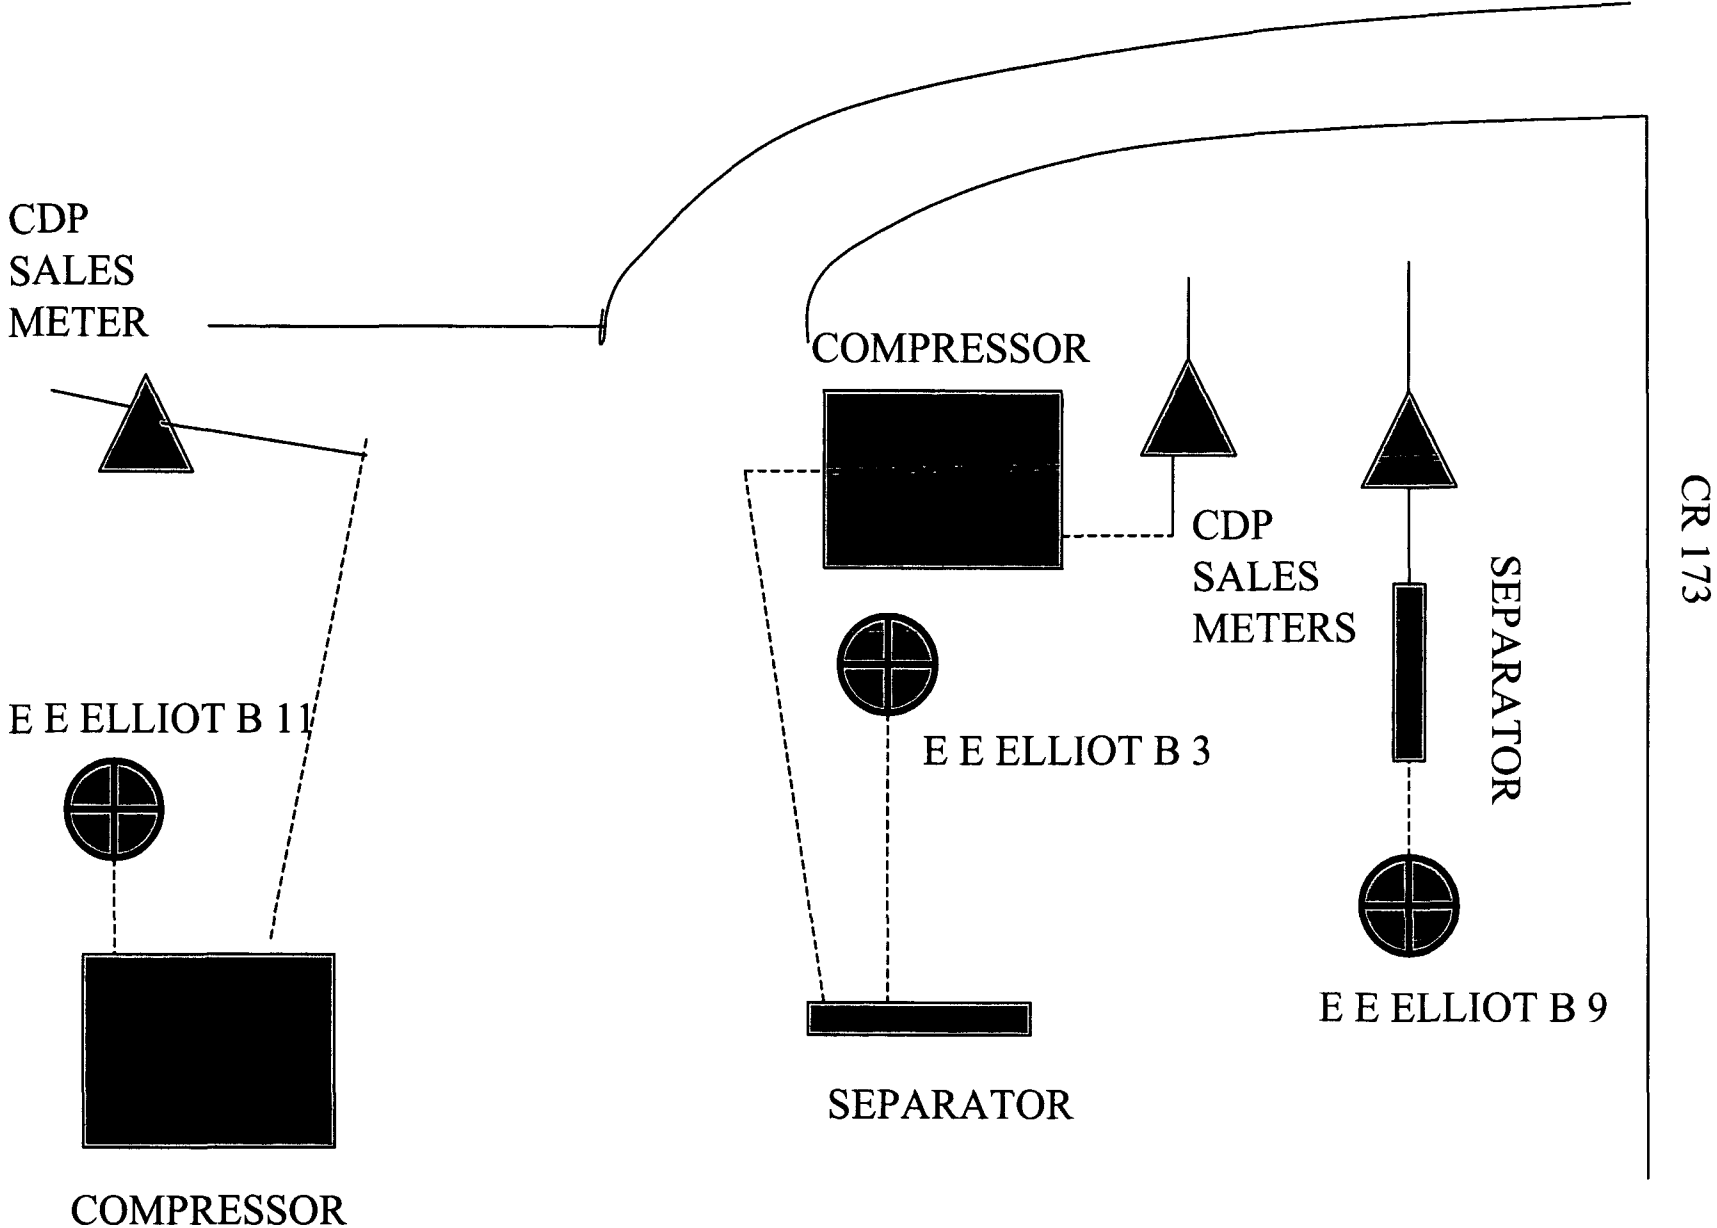 CDP
SALES
METER
COMPRESSOR
CDP
SALES
METERS
SEPARATOR
CR 173
E E ELLIOT B 11
E E ELLIOT B 3
E E ELLIOT B 9
SEPARATOR
COMPRESSOR